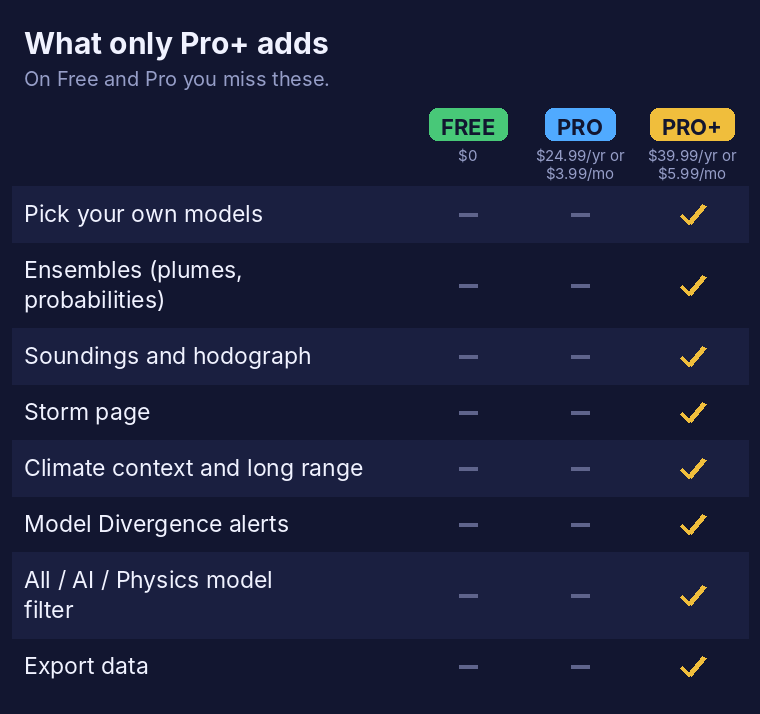 What only Pro+ adds
On Free and Pro you miss these.
FREE PRO PRO+
$0 $24.99/yr or $39.99/yr or
$3.99/mo $5.99/mo
Pick your own models
Ensembles (plumes,
probabilities)
Soundings and hodograph
Storm page
Climate context and long range
Model Divergence alerts
All / AI / Physics model
filter
Export data